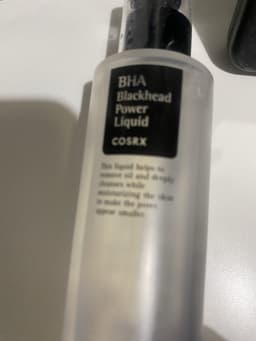 BHA
Blackhead
Power
Liquid
COSRX
This liquid helps to
remove oil and deeply
cleanses while
moisturizing the skin
to make the pores
appear smaller.